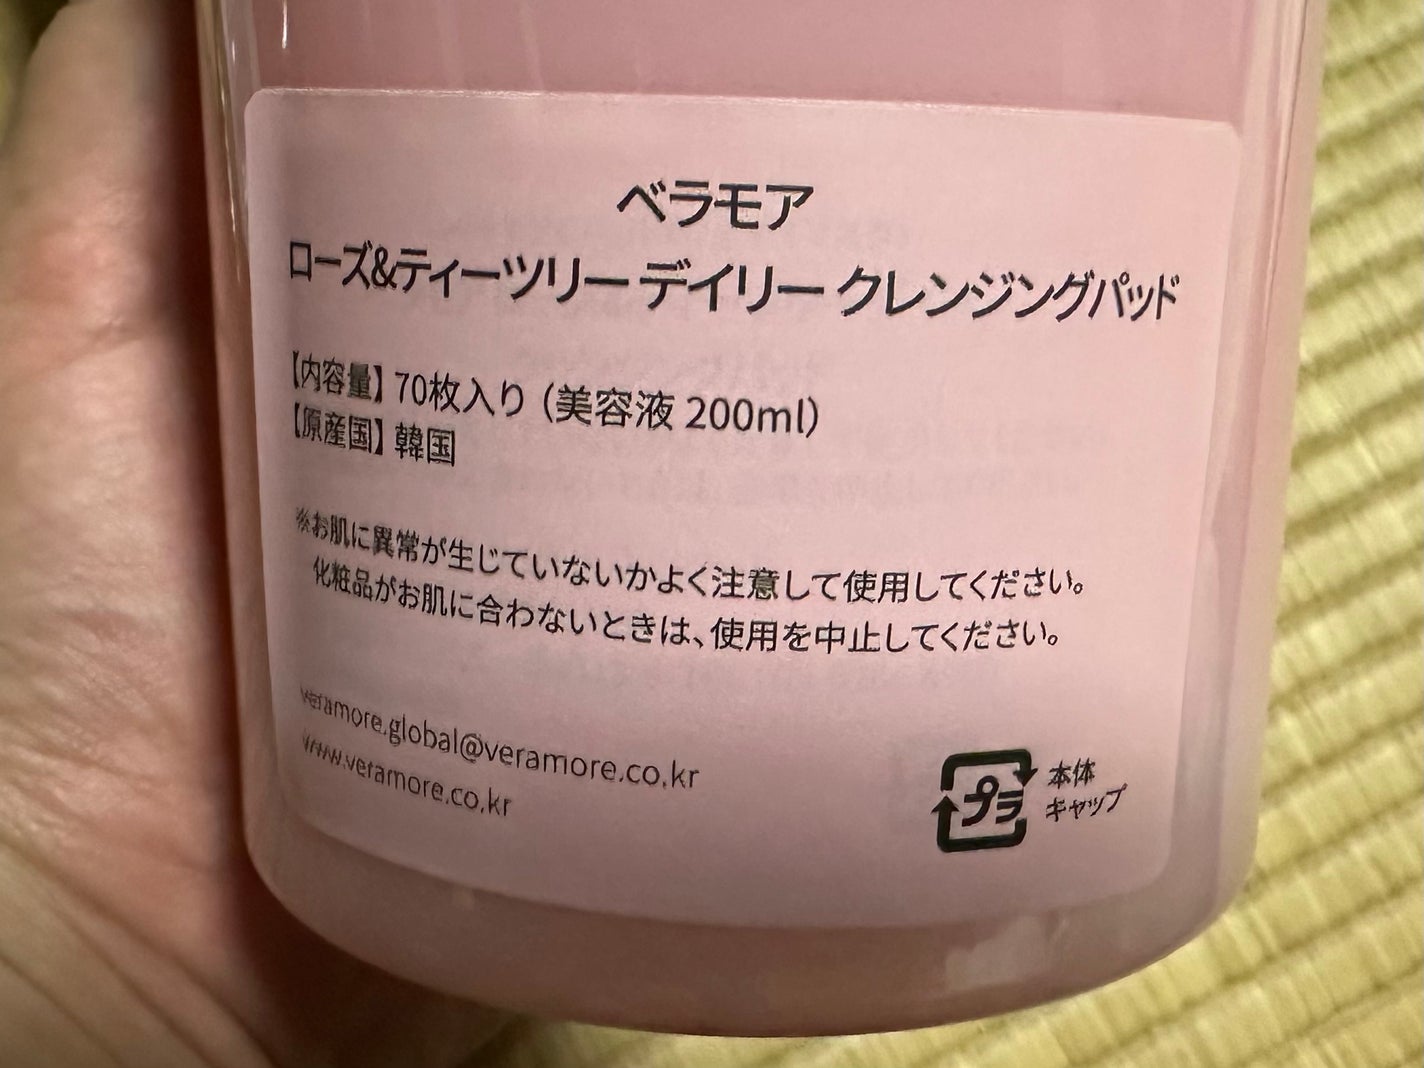 ベラモア
ローズ&ティーツリー デイリー クレンジングパッド
【内容量】 70枚入り（美容液 200ml）
【原産国】 韓国
※お肌に異常が生じていないかよく注意して使用してください。
化粧品がお肌に合わないときは、使用を中止してください。
veramore.global@veramore.co.kr
www.veramore.co.kr
プラ
本体
キャップ